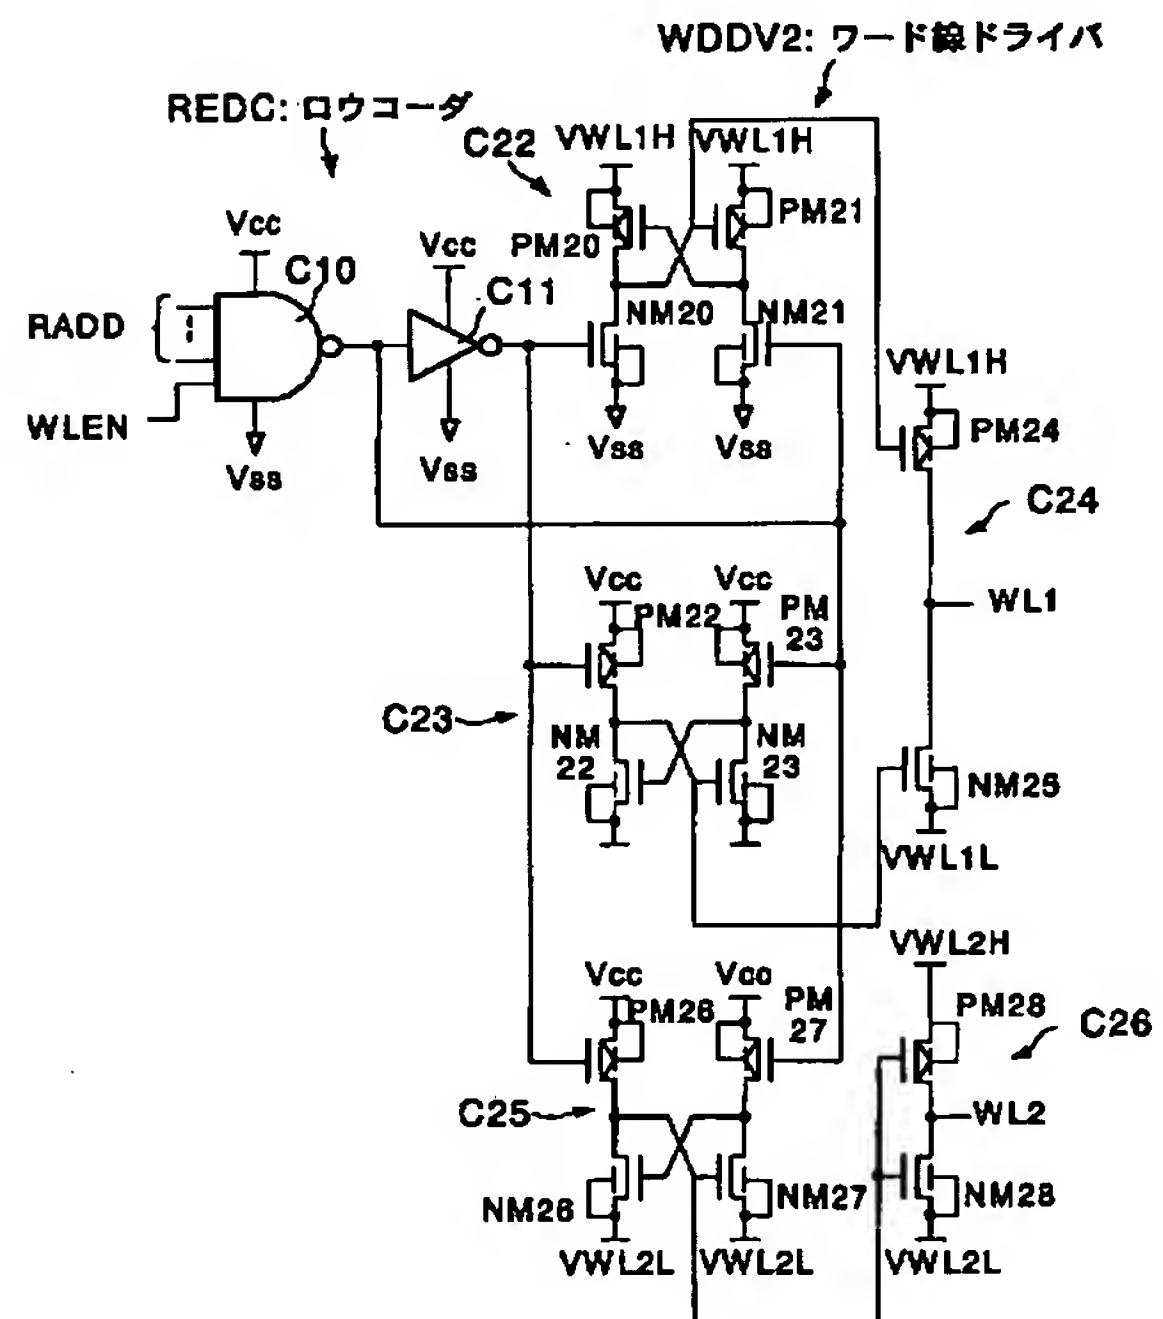 WDDV2: ワード線ドライバ
REDC: ロウコーダ
C22
VWL1H
VWL1H
PM20
PM21
Vcc
Vcc
C10
C11
RADD
WLEN
NM20
NM21
Vss
Vss
Vss
Vss
VWL1H
PM24
C24
WL1
Vcc
Vcc
PM22
PM
23
C23
NM
22
NM
23
NM25
VWL1L
VWL2H
Vcc
Vcc
PM26
PM
27
PM28
C26
C25
WL2
NM26
NM27
NM28
VWL2L
VWL2L
VWL2L